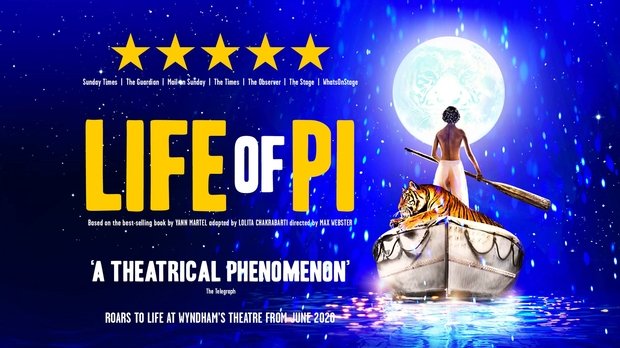 Sunday Times | The Guardian | Mail on Sunday | The Times | The Observer | The Stage | WhatsOnStage
LIFE OF PI
Based on the best-selling book by YANN MARTEL adapted by LOLITA CHAKRABARTI directed by MAX WEBSTER
'A THEATRICAL PHENOMENON'
The Telegraph
ROARS TO LIFE AT WYNDHAM'S THEATRE FROM JUNE 2020